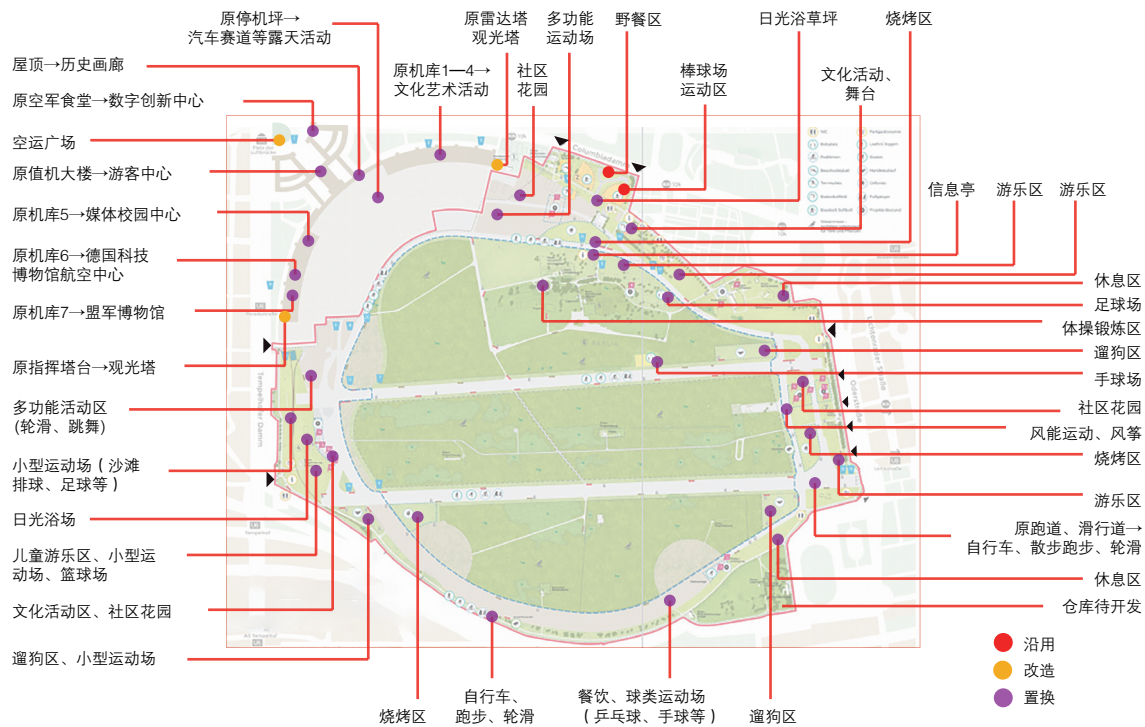 原停机坪→
汽车赛道等露天活动
原雷达塔
观光塔
多功能
运动场
野餐区
日光浴草坪
烧烤区
屋顶→历史画廊
原机库1—4→
文化艺术活动
社区
花园
棒球场
运动区
文化活动、
舞台
原空军食堂→数字创新中心
空运广场
原值机大楼→游客中心
原机库5→媒体校园中心
原机库6→德国科技
博物馆航空中心
原机库7→盟军博物馆
原指挥塔台→观光塔
多功能活动区
(轮滑、跳舞)
小型运动场（沙滩
排球、足球等）
日光浴场
儿童游乐区、小型运
动场、篮球场
文化活动区、社区花园
遛狗区、小型运动场
信息亭
游乐区
游乐区
休息区
足球场
体操锻炼区
遛狗区
手球场
社区花园
风能运动、风筝
烧烤区
游乐区
原跑道、滑行道→
自行车、散步跑步、轮滑
休息区
仓库待开发
烧烤区
自行车、
跑步、轮滑
餐饮、球类运动场
（乒乓球、手球等）
遛狗区
沿用
改造
置换
Columbiadamm
Tempelhofer Damm
Oderstraße
Lichtenrader Straße